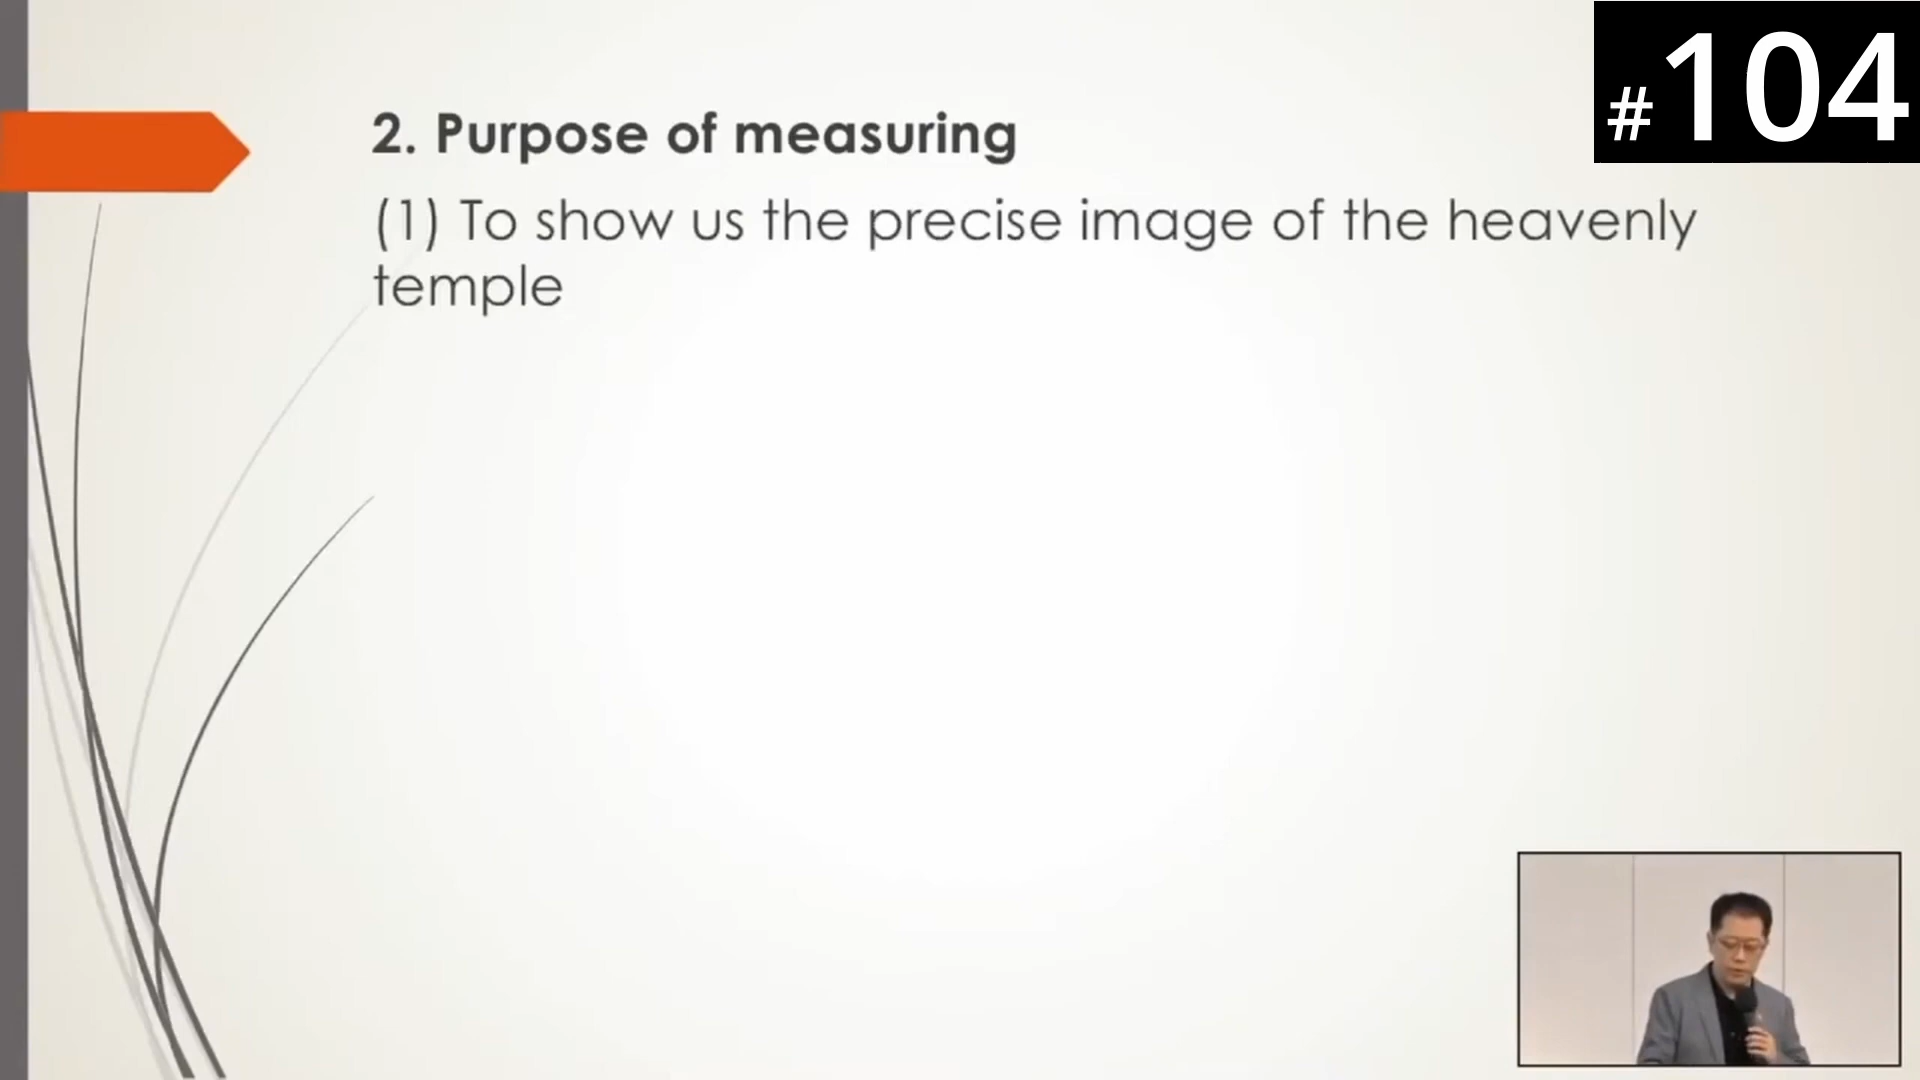 #104
2. Purpose of measuring
(1) To show us the precise image of the heavenly
temple